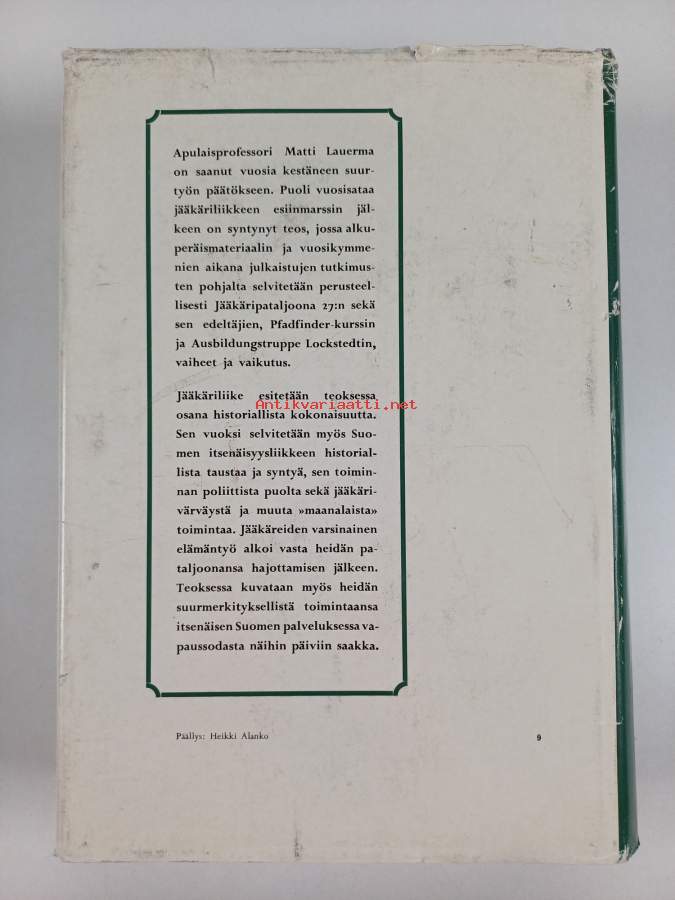 Apulaisprofessori Matti Lauerma
on saanut vuosia kestäneen suur-
työn päätökseen. Puoli vuosisataa
jääkäriliikkeen esiinmarssin jäl-
keen on syntynyt teos, jossa alku-
peräismateriaalin ja vuosikymme-
nien aikana julkaistujen tutkimus-
ten pohjalta selvitetään perusteel-
lisesti Jääkäripataljoona 27:n sekä
sen edeltäjien, Pfadfinder-kurssin
ja Ausbildungstruppe Lockstedtin,
vaiheet ja vaikutus.
Jääkäriliike esitetään teoksessa
Antikvariaatti.net
osana historiallista kokonaisuutta.
Sen vuoksi selvitetään myös Suo-
men itsenäisyysliikkeen historial-
lista taustaa ja syntyä, sen toimin-
nan poliittista puolta sekä jääkäri-
värväystä ja muuta »maanalaista»
toimintaa. Jääkäreiden varsinainen
elämäntyö alkoi vasta heidän pa-
taljoonansa hajottamisen jälkeen.
Teoksessa kuvataan myös heidän
suurmerkityksellistä toimintaansa
itsenäisen Suomen palveluksessa va-
paussodasta näihin päiviin saakka.
Päällys: Heikki Alanko
9